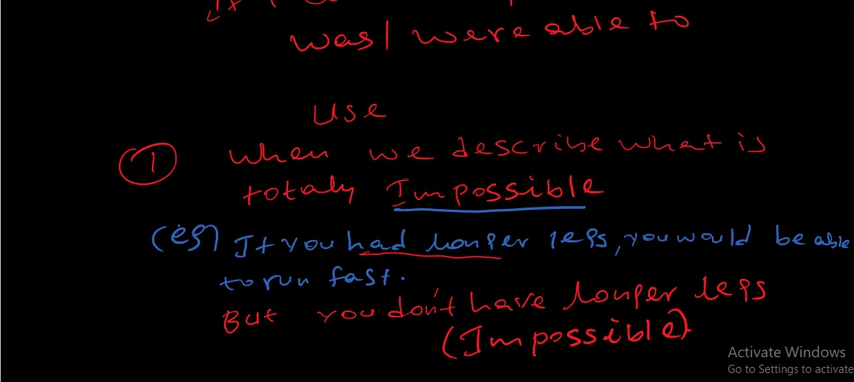 was/were able to
Use
① when we describe what is
totaly Impossible
(eg) If you had longer legs, you would be able
to run fast.
But you don't have longer legs
(Impossible)
Activate Windows
Go to Settings to activate